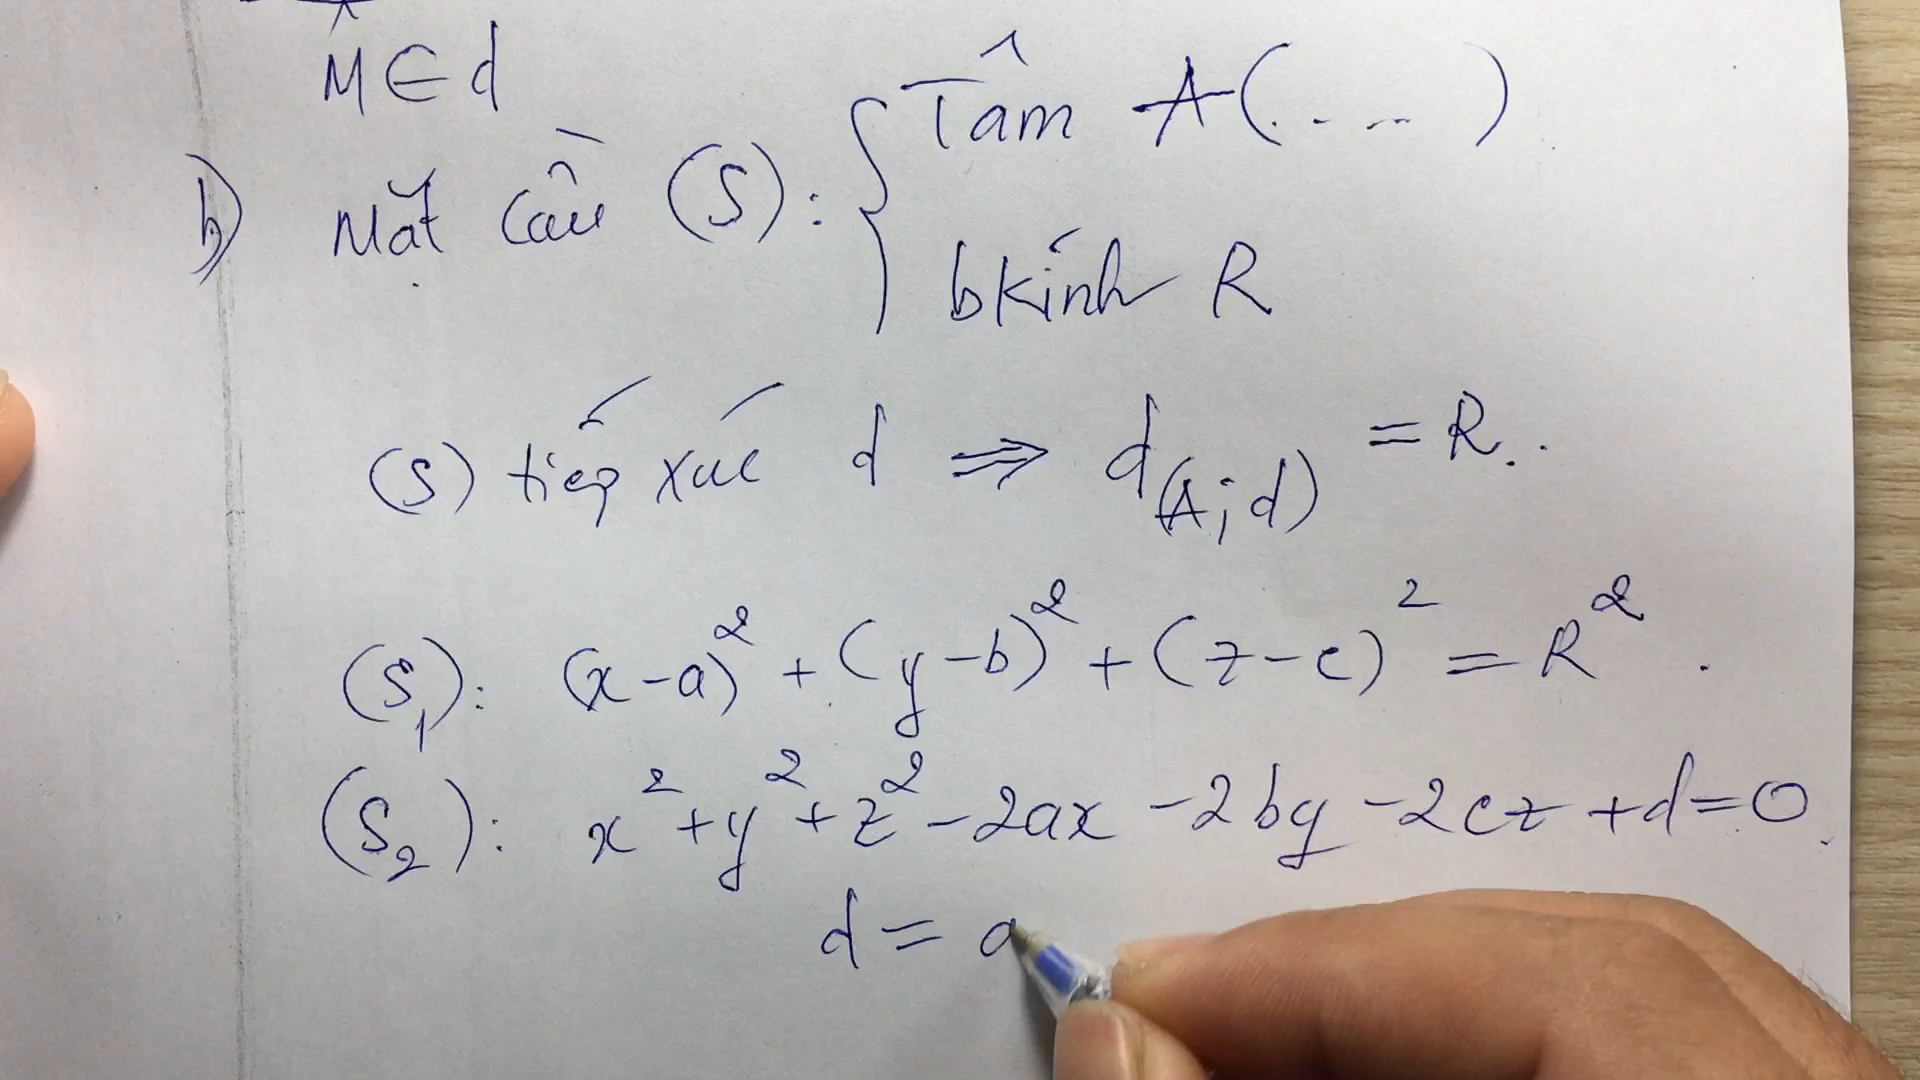 M ∈ d
b) Mặt cầu (S): { Tâm A(....)
bkính R
(S) tiếp xúc d ⇒ d(A;d) = R..
(S₁): (x-a)² + (y-b)² + (z-c)² = R² .
(S₂): x² + y² + z² - 2ax - 2by - 2cz + d = 0.
d = a